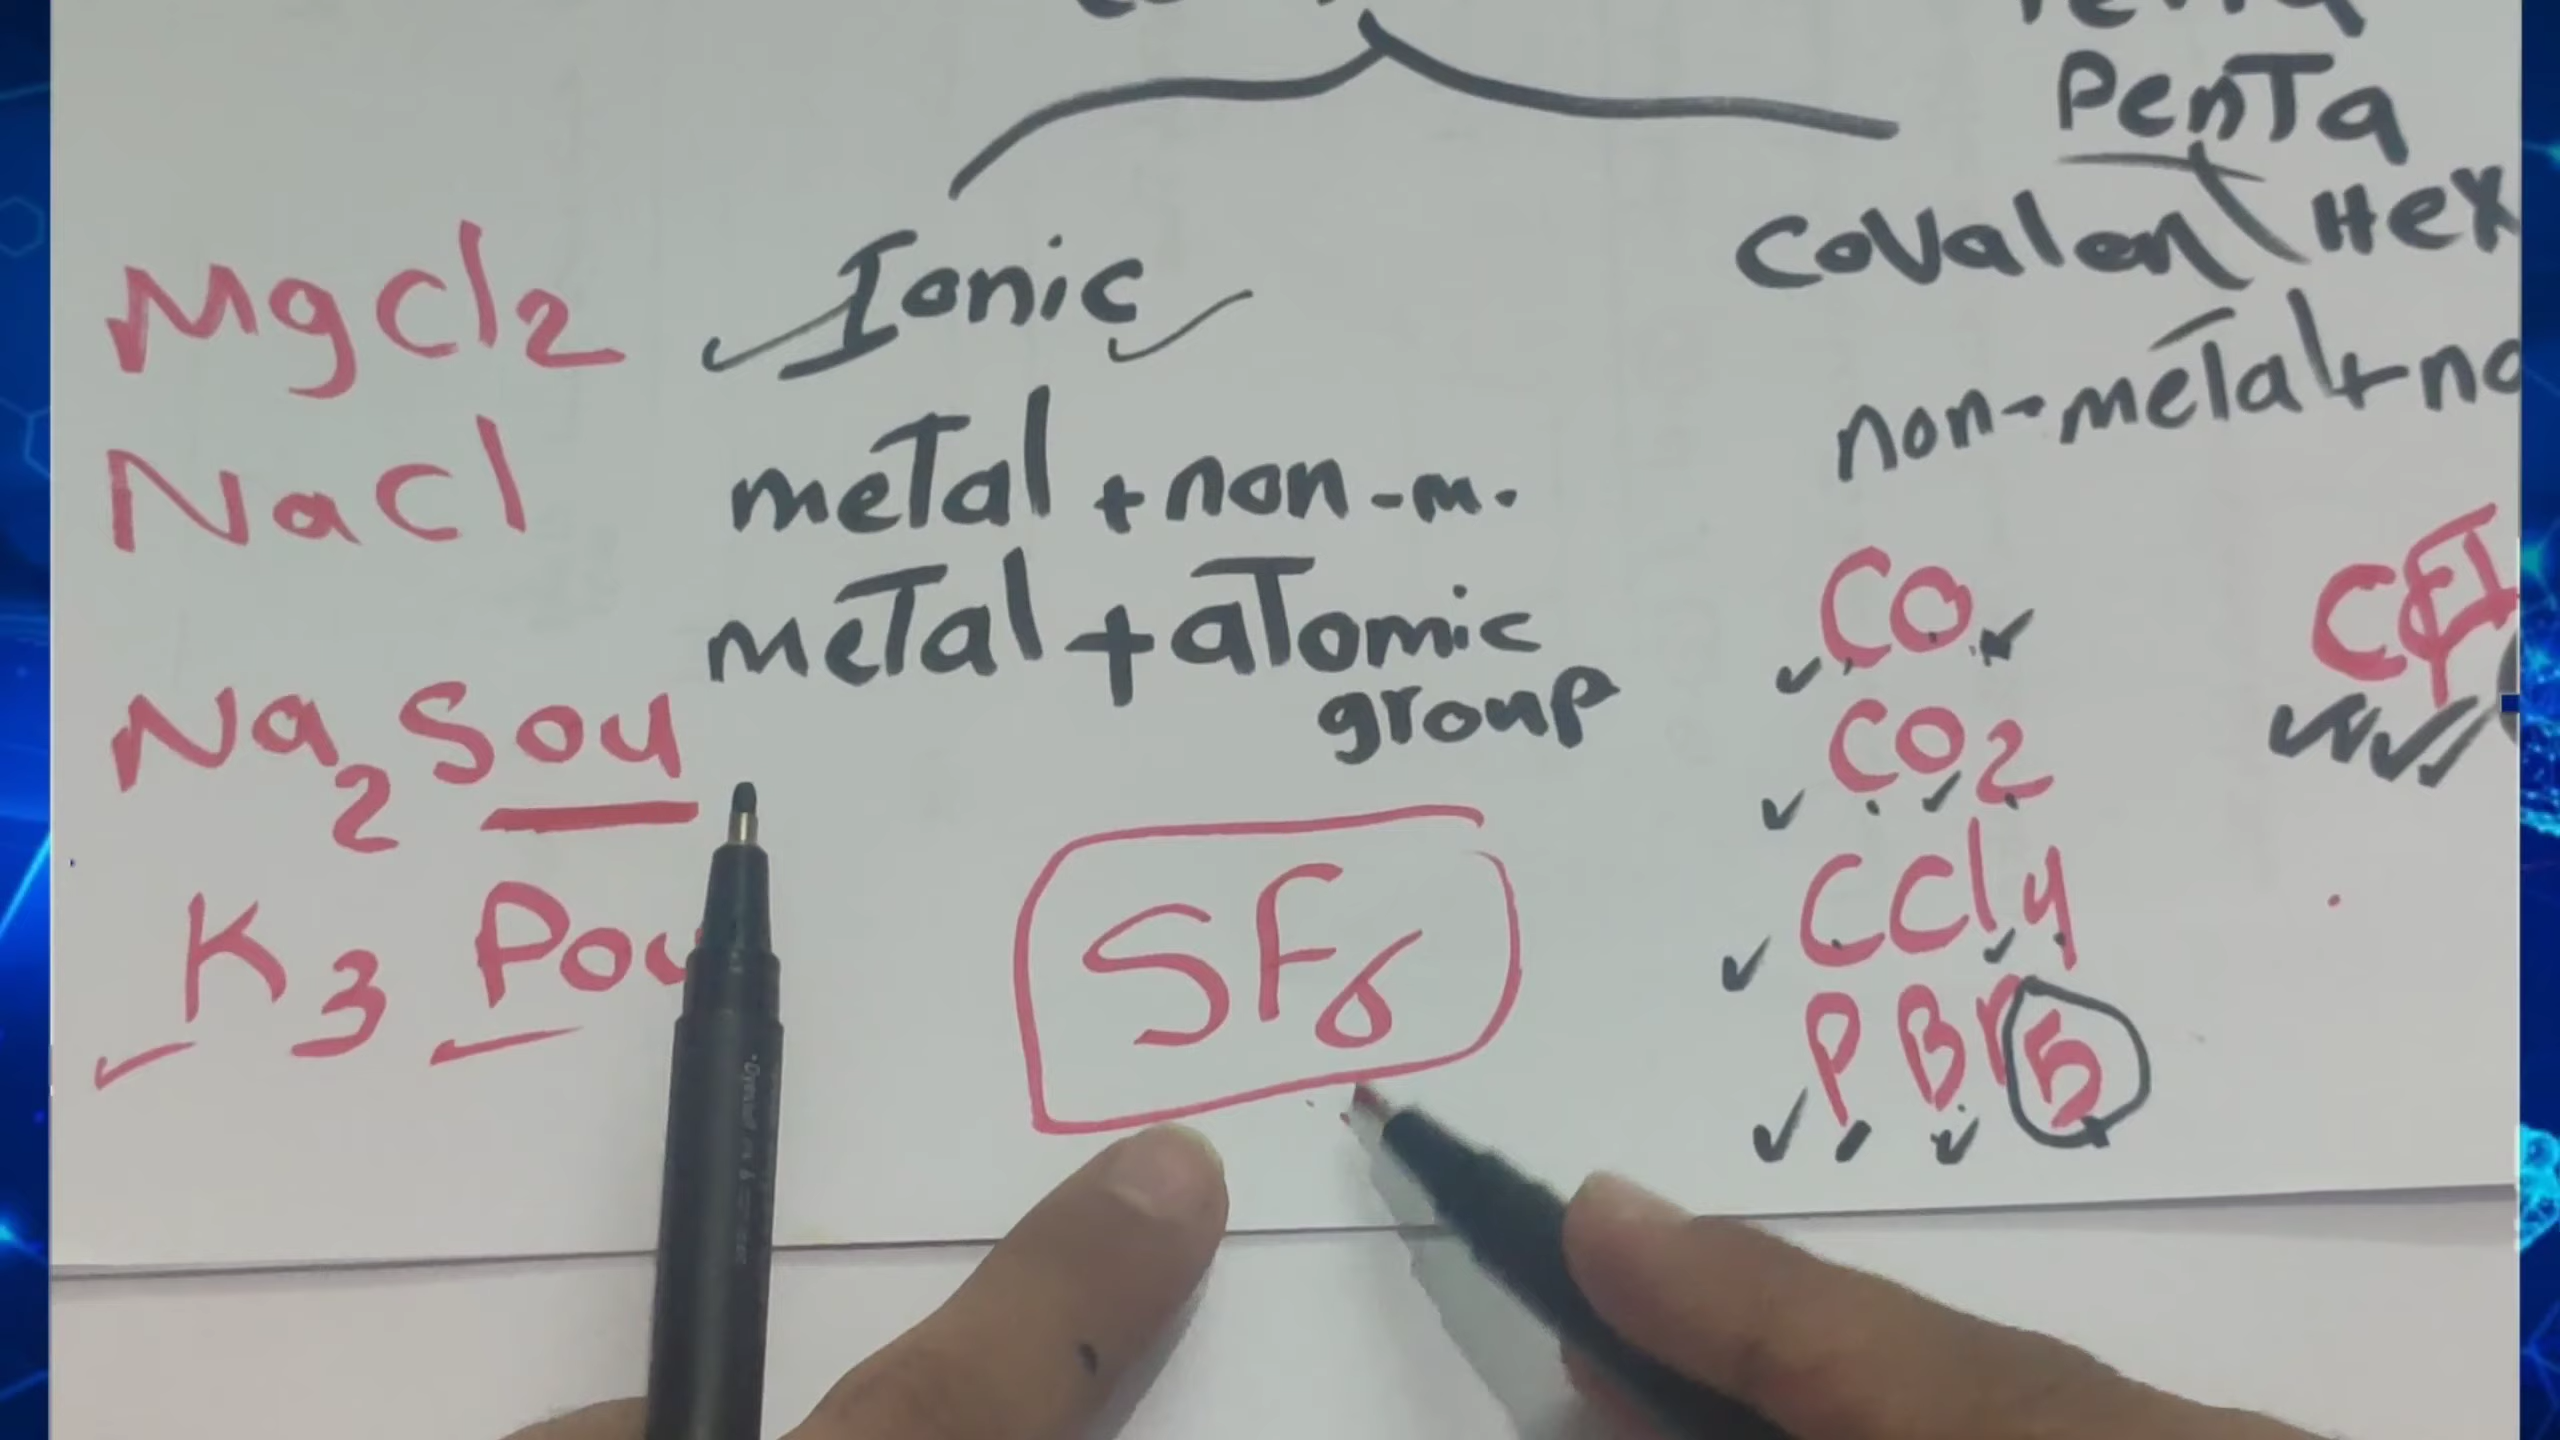 PenTa
Hex
Ionic
Covalent
MgCl2
NaCl
Na2SO4
K3PO
meTal + non-m.
meTal + aTomic
group
non-metal + no
SF6
CO
CO2
CCl4
PBr5